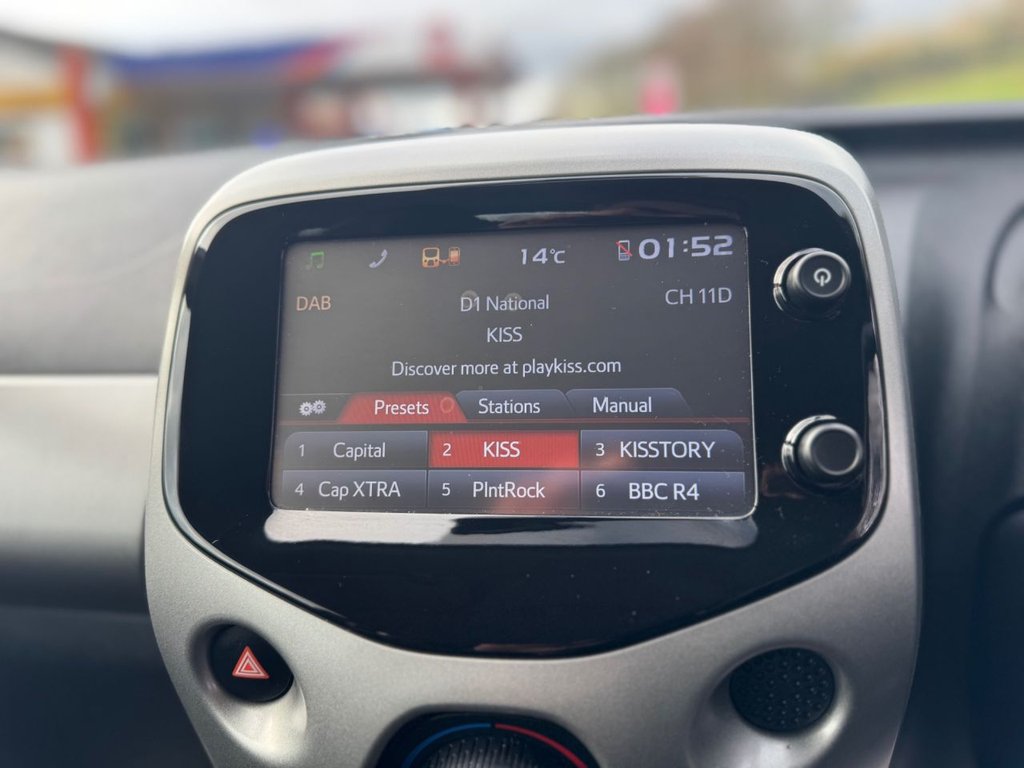 14°C 01:52
DAB D1 National CH 11D
KISS
Discover more at playkiss.com
Presets Stations Manual
1 Capital 2 KISS 3 KISSTORY
4 Cap XTRA 5 PlntRock 6 BBC R4